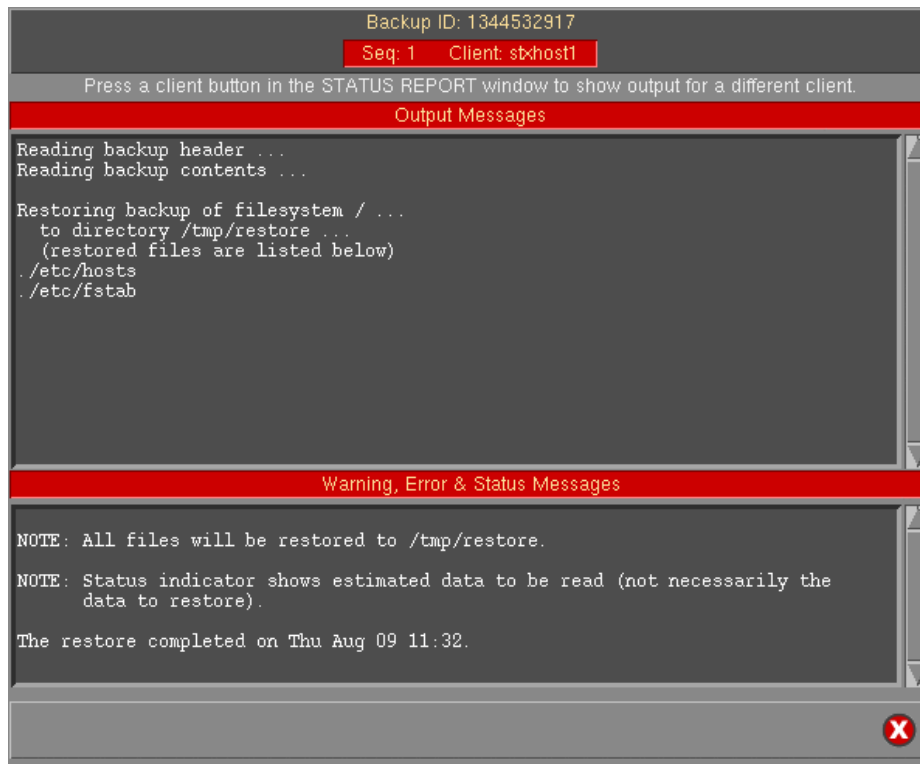 Backup ID: 1344532917
Seq: 1 Client: stxhost1
Press a client button in the STATUS REPORT window to show output for a different client.
Output Messages
Reading backup header ...
Reading backup contents ...
Restoring backup of filesystem / ...
to directory /tmp/restore ...
(restored files are listed below)
./etc/hosts
./etc/fstab
Warning, Error & Status Messages
NOTE: All files will be restored to /tmp/restore.
NOTE: Status indicator shows estimated data to be read (not necessarily the
data to restore).
The restore completed on Thu Aug 09 11:32.